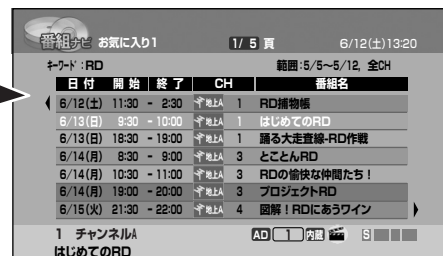 番組ナビ お気に入り1 1/ 5 頁 6/12(土)13:20
ｷｰﾜｰﾄﾞ:RD 範囲:5/5～5/12, 全CH
日 付 開 始 終 了 CH 番組名
6/12(土) 11:30 - 2:30 地上A 1 RD捕物帳
6/13(日) 9:30 - 10:00 地上A 1 はじめてのRD
6/13(日) 18:30 - 19:00 地上A 1 踊る大走査線-RD作戦
6/14(月) 8:30 - 9:00 地上A 3 とことんRD
6/14(月) 10:30 - 11:00 地上A 3 RDの愉快な仲間たち！
6/14(月) 19:00 - 20:00 地上A 3 プロジェクトRD
6/15(火) 21:30 - 22:00 地上A 4 図解！RDにあうワイン
1 チャンネルA AD 1 内蔵 S
はじめてのRD